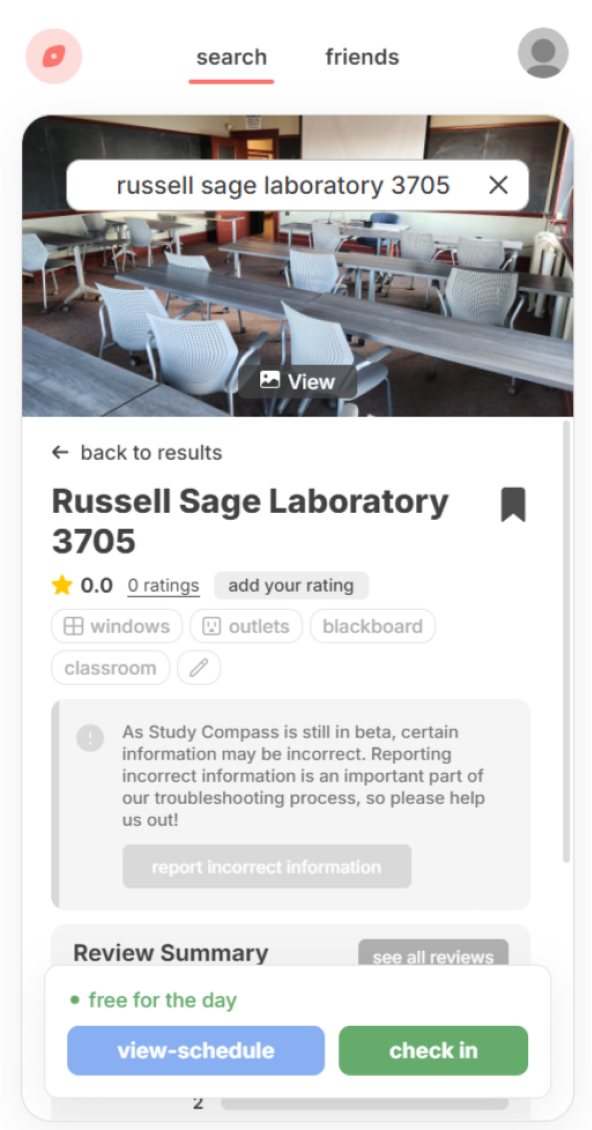 search friends
russell sage laboratory 3705
View
back to results
Russell Sage Laboratory
3705
0.0 0 ratings add your rating
windows outlets blackboard
classroom
As Study Compass is still in beta, certain
information may be incorrect. Reporting
incorrect information is an important part of
our troubleshooting process, so please help
us out!
report incorrect information
Review Summary see all reviews
free for the day
view-schedule check in
2